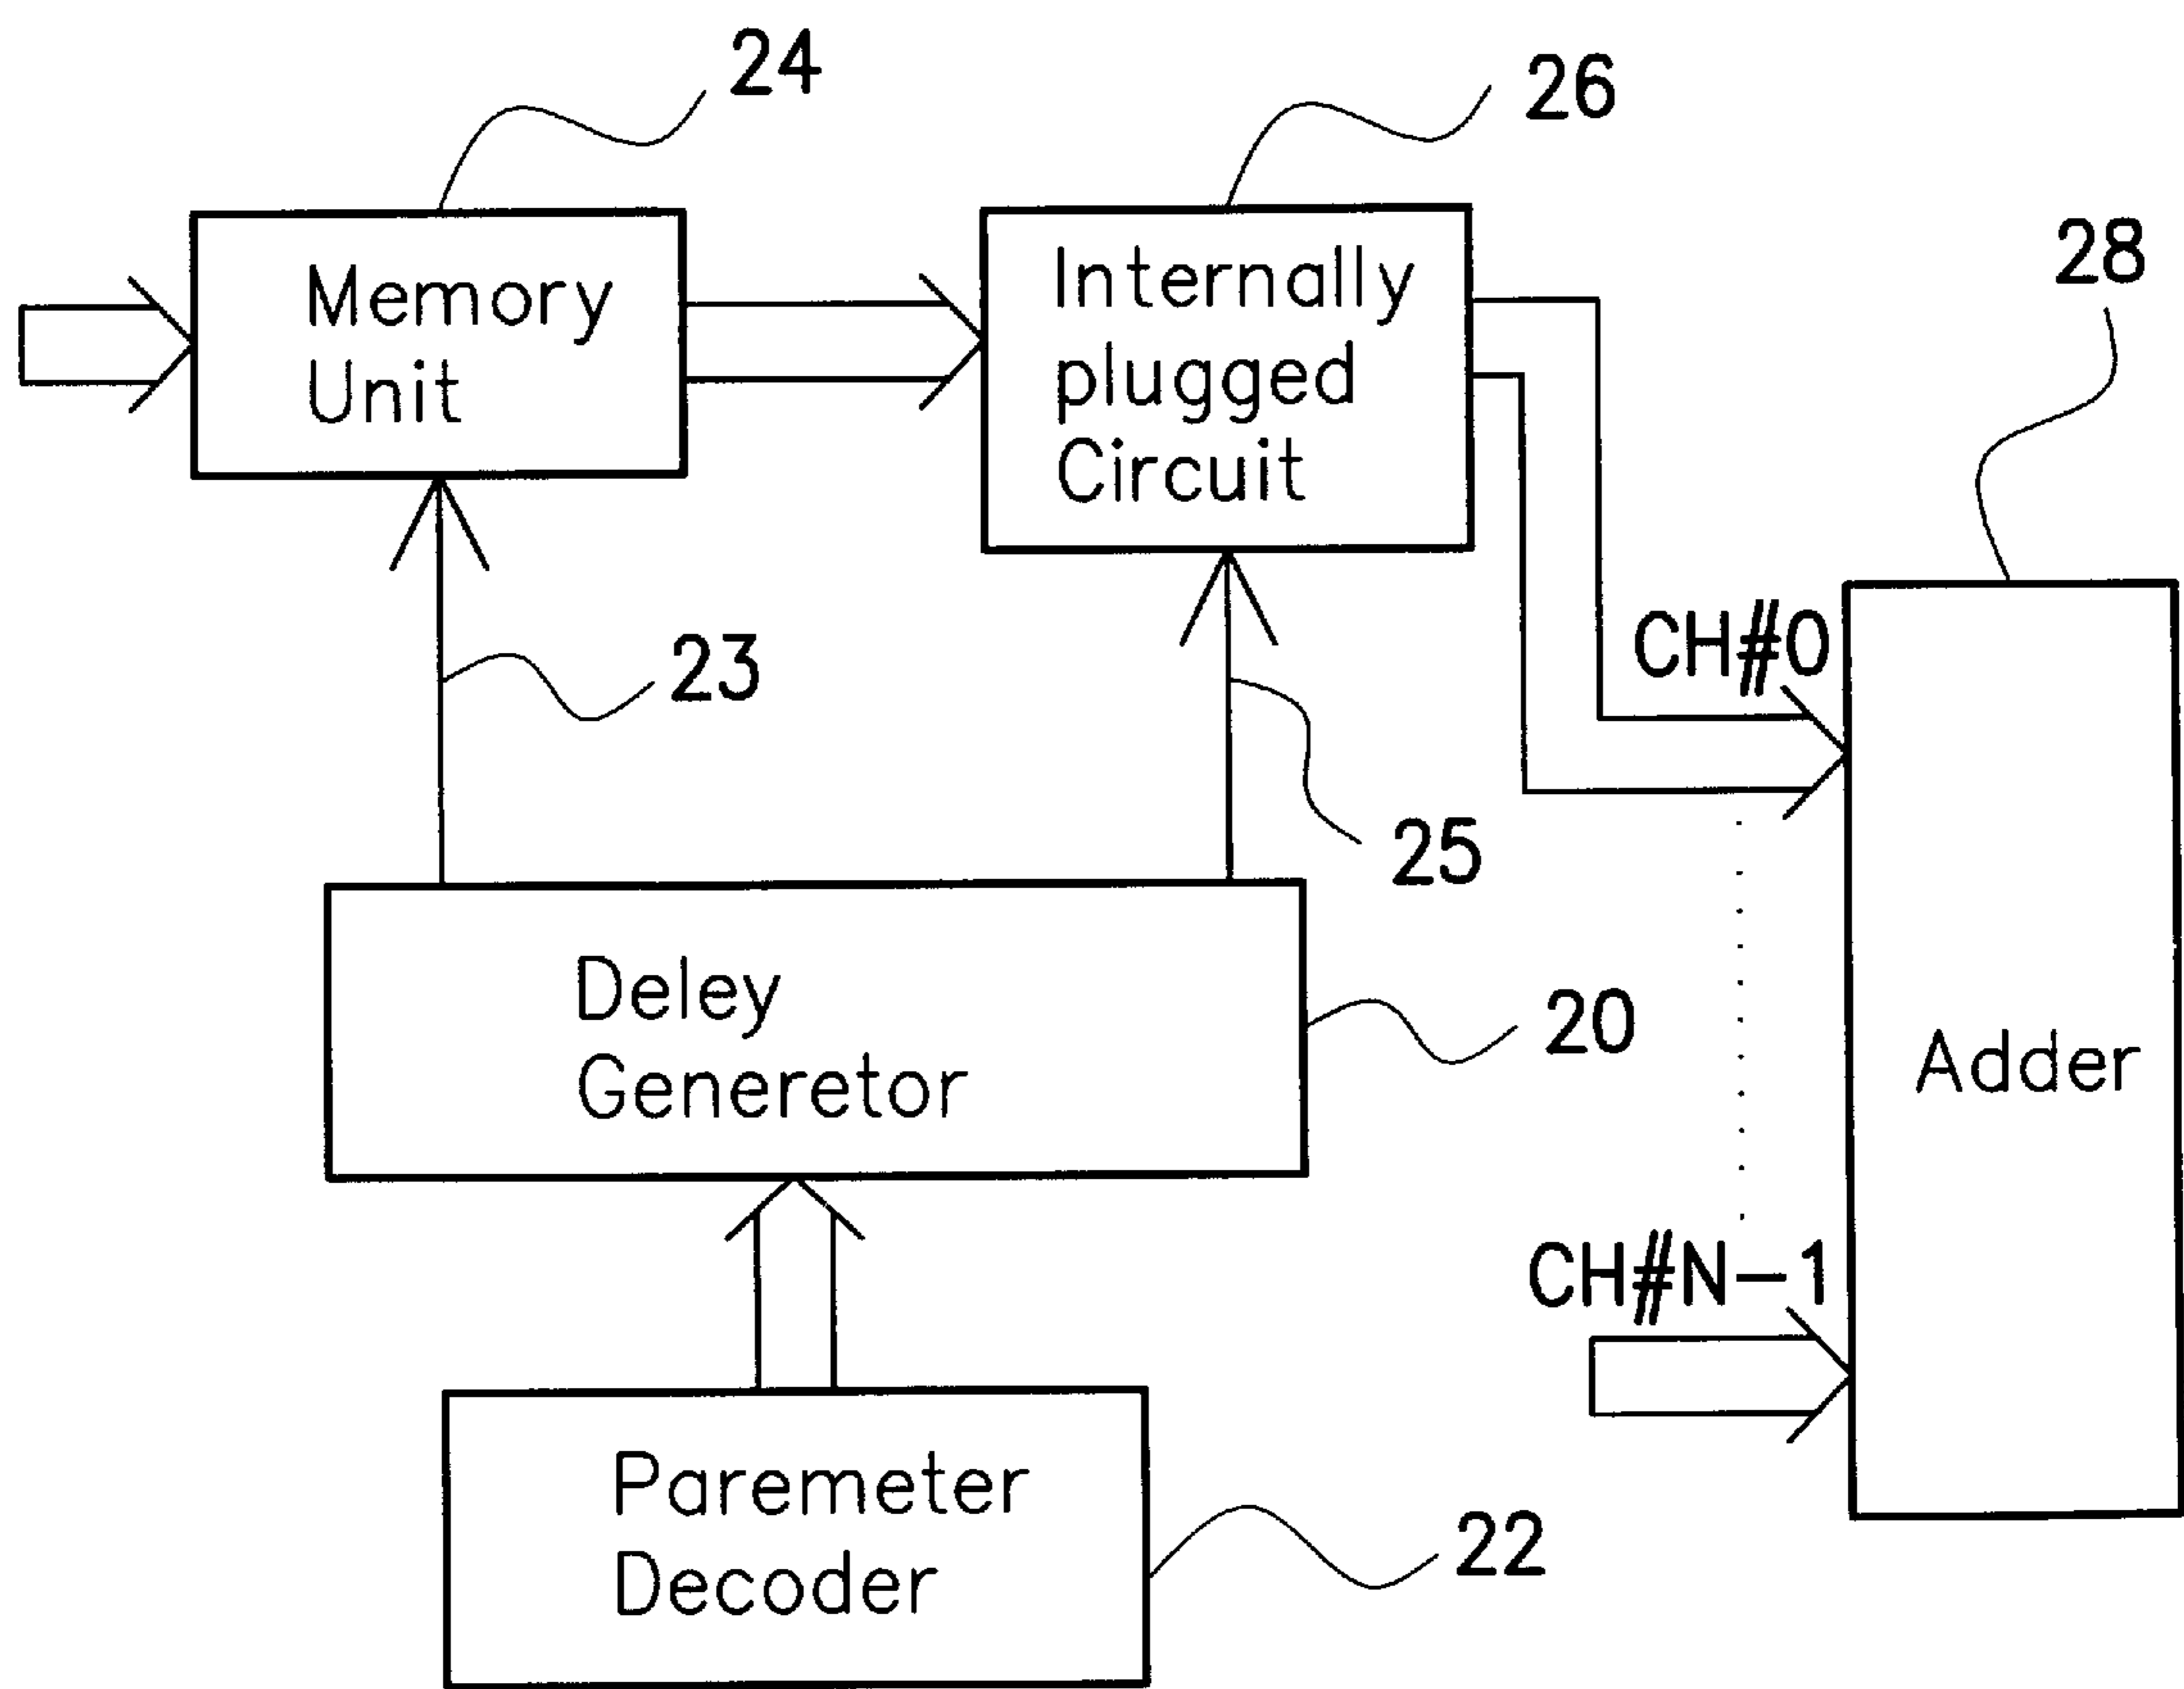 24
26
28
Memory
Unit
Internally
plugged
Circuit
CH#0
23
25
Deley
Generetor
20
Adder
CH#N-1
Paremeter
Decoder
22